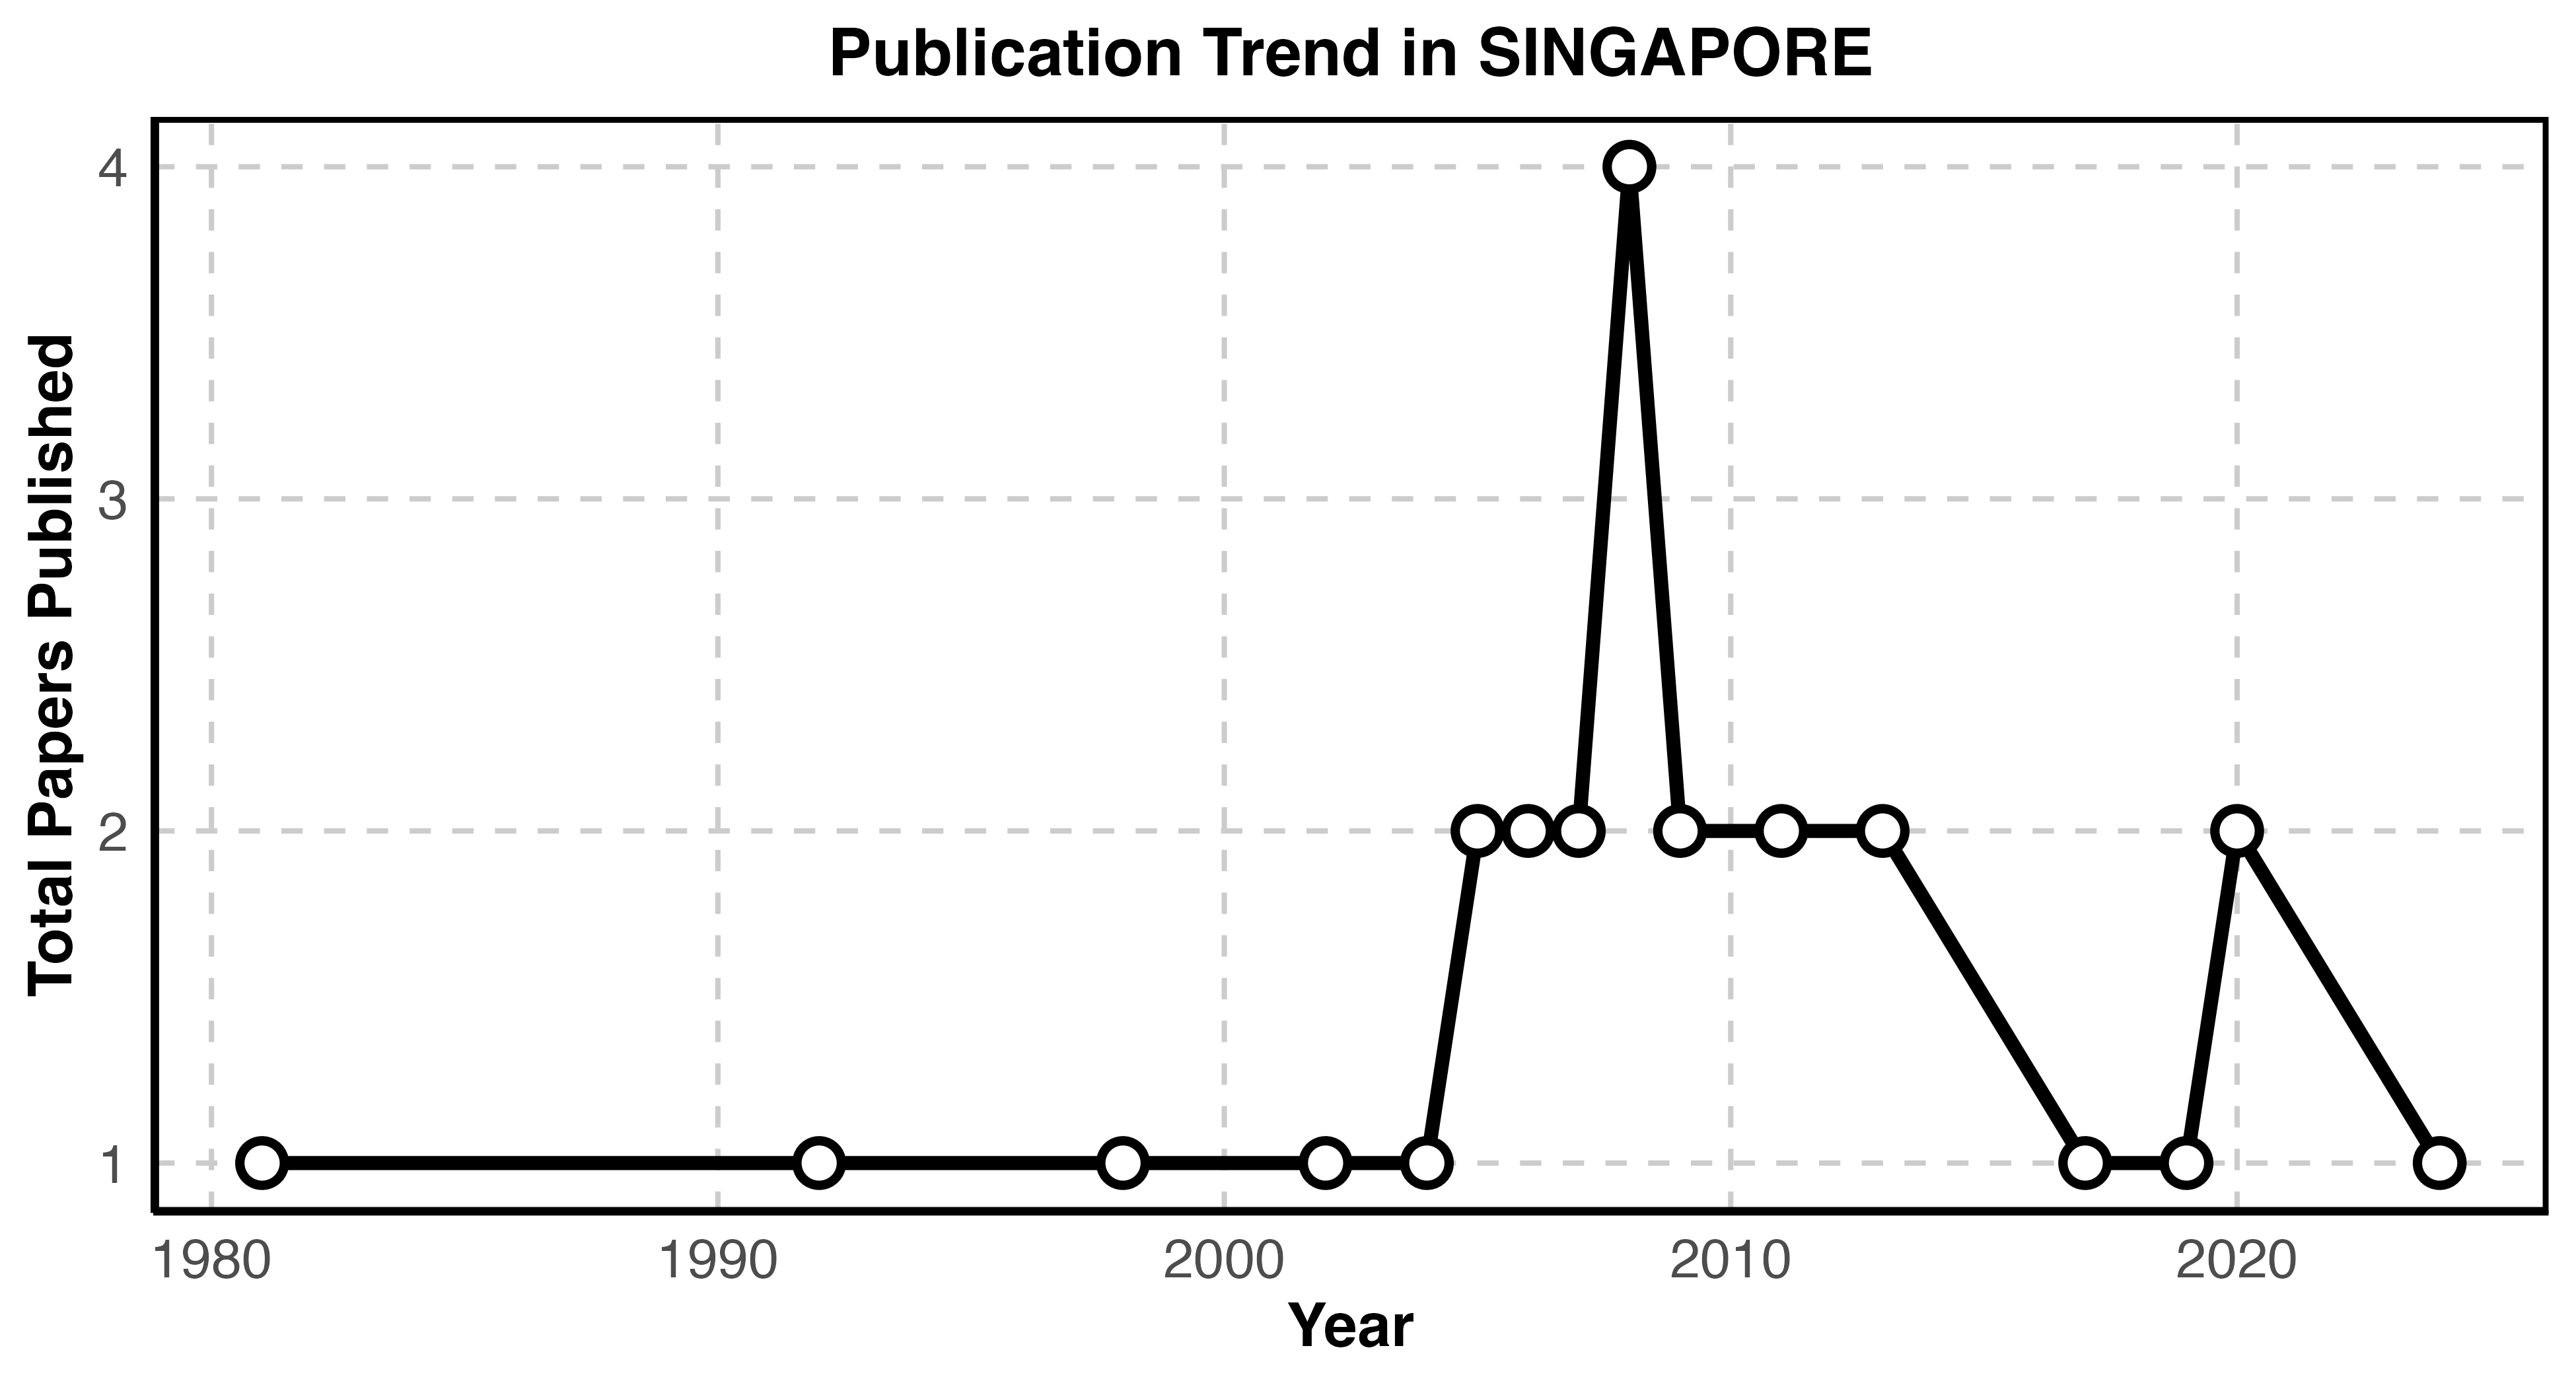 Publication Trend in SINGAPORE
Total Papers Published
4
3
2
1
1980 1990 2000 2010 2020
Year